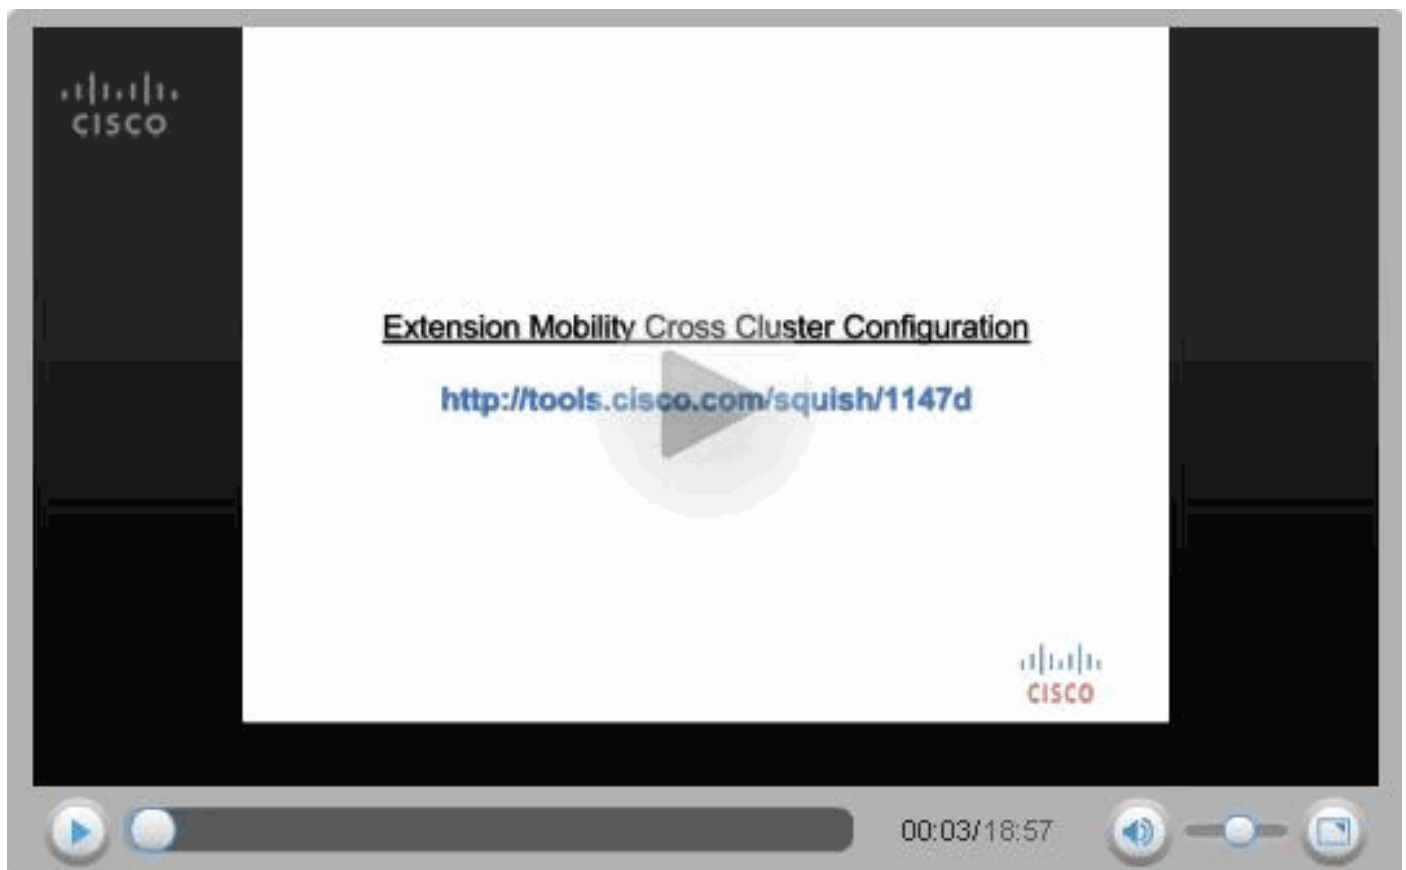 CISCO
Extension Mobility Cross Cluster Configuration
http://tools.cisco.com/squish/1147d
CISCO
00:03/18:57